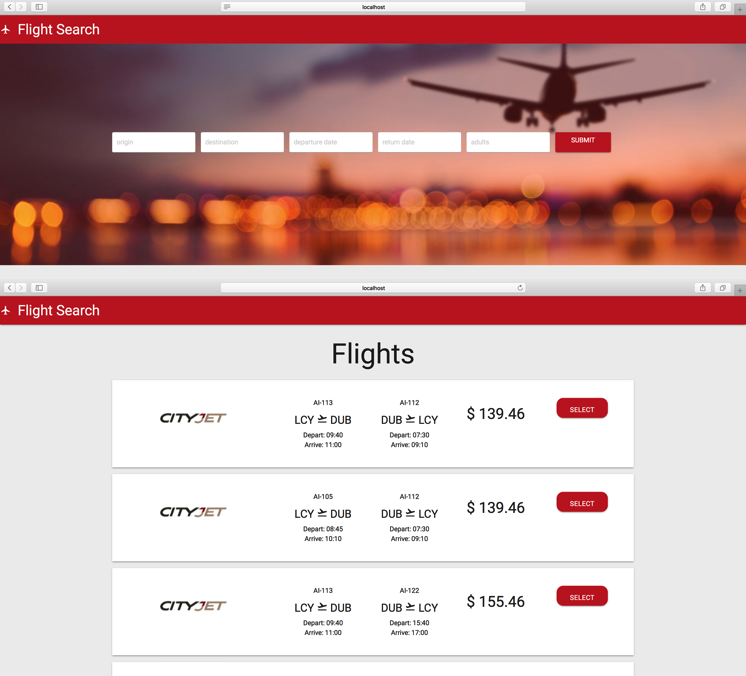 localhost
Flight Search
origin destination departure date return date adults SUBMIT
localhost
Flight Search
Flights
CITYJET
AI-113 AI-112
LCY DUB DUB LCY $ 139.46 SELECT
Depart: 09:40 Depart: 07:30
Arrive: 11:00 Arrive: 09:10
CITYJET
AI-105 AI-112
LCY DUB DUB LCY $ 139.46 SELECT
Depart: 08:45 Depart: 07:30
Arrive: 10:10 Arrive: 09:10
CITYJET
AI-113 AI-122
LCY DUB DUB LCY $ 155.46 SELECT
Depart: 09:40 Depart: 15:40
Arrive: 11:00 Arrive: 17:00